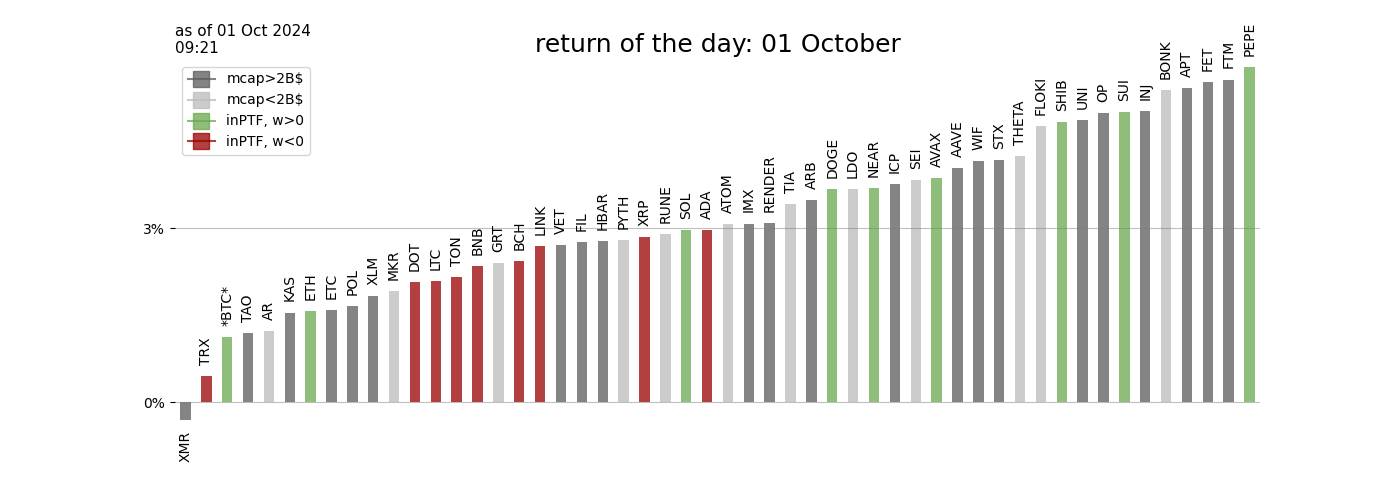 as of 01 Oct 2024
09:21
return of the day: 01 October
mcap>2B$
mcap<2B$
inPTF, w>0
inPTF, w<0
3%
0%
XMR
TRX
*BTC*
TAO
AR
KAS
ETH
ETC
POL
XLM
MKR
DOT
LTC
TON
BNB
GRT
BCH
LINK
VET
FIL
HBAR
PYTH
XRP
RUNE
SOL
ADA
ATOM
IMX
RENDER
TIA
ARB
DOGE
LDO
NEAR
ICP
SEI
AVAX
AAVE
WIF
STX
THETA
FLOKI
SHIB
UNI
OP
SUI
INJ
BONK
APT
FET
FTM
PEPE